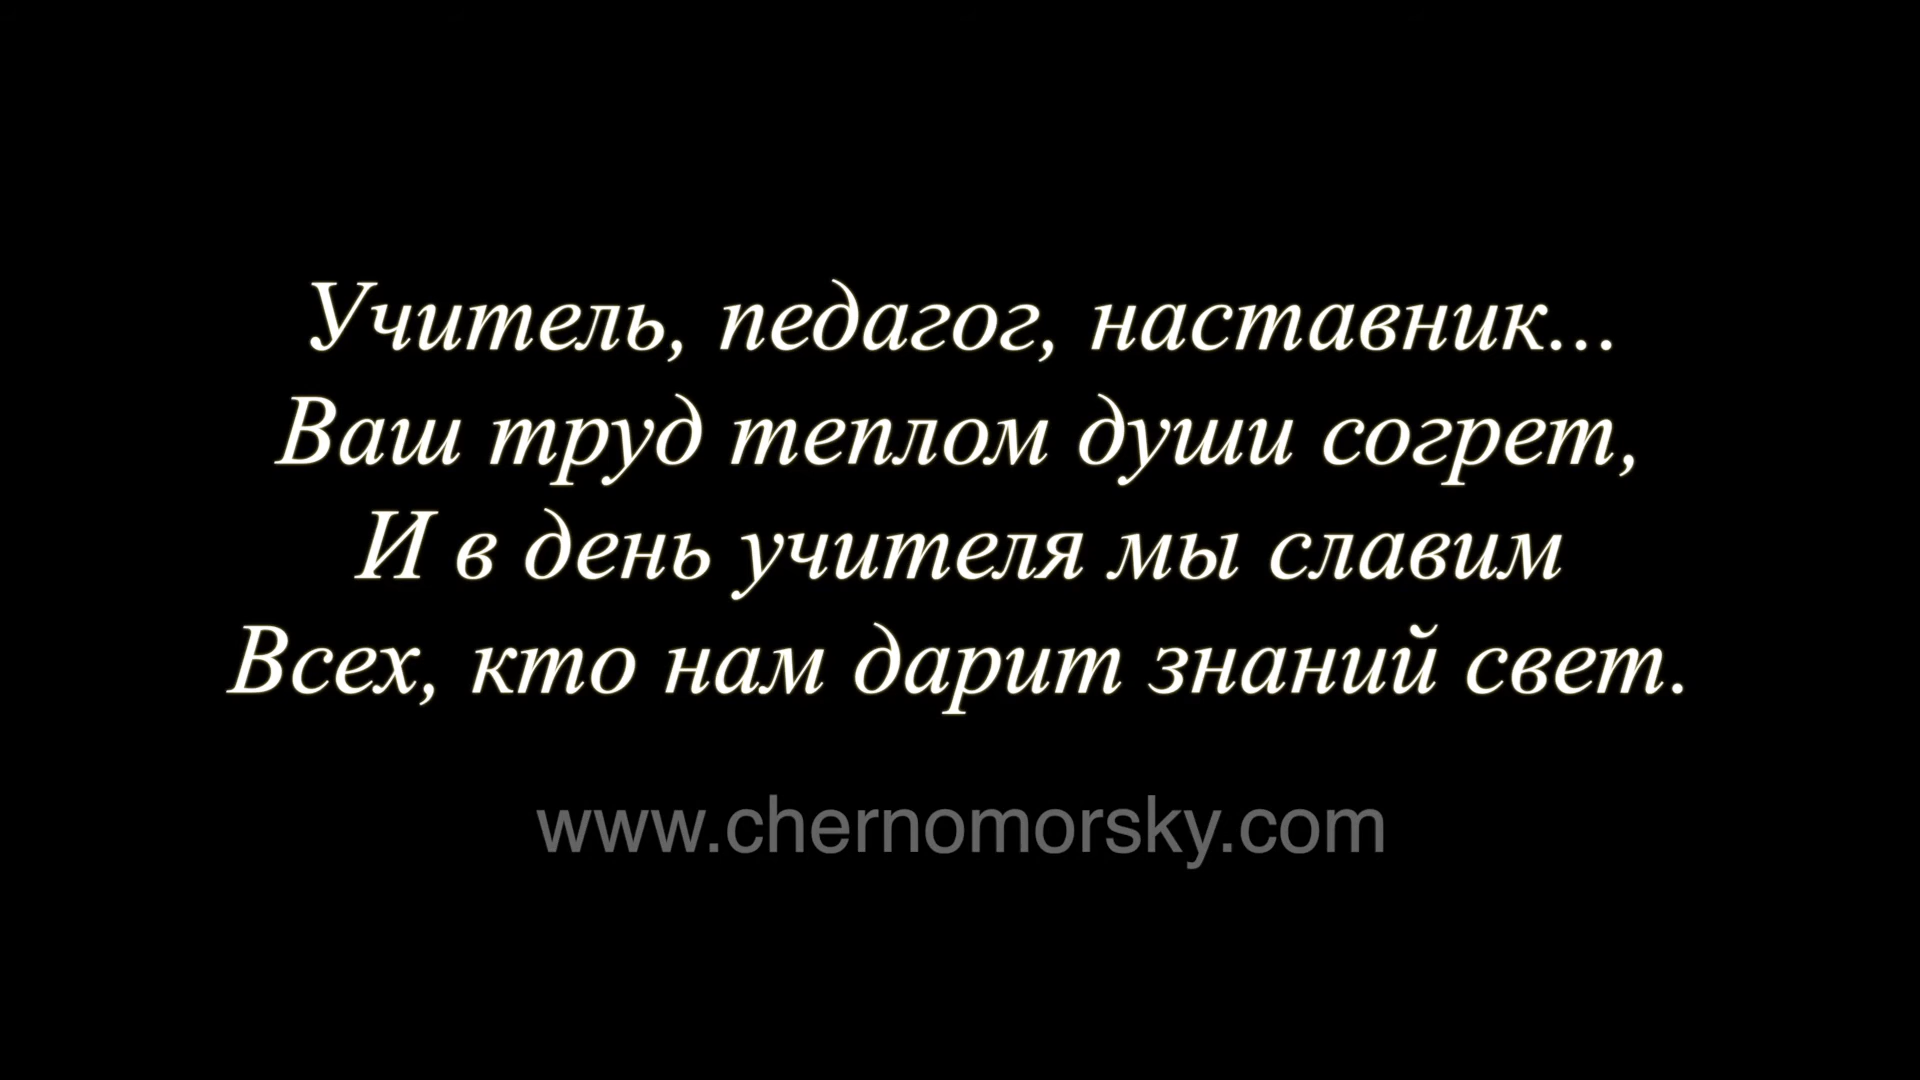 Учитель, педагог, наставник...
Ваш труд теплом души согрет,
И в день учителя мы славим
Всех, кто нам дарит знаний свет.
www.chernomorsky.com